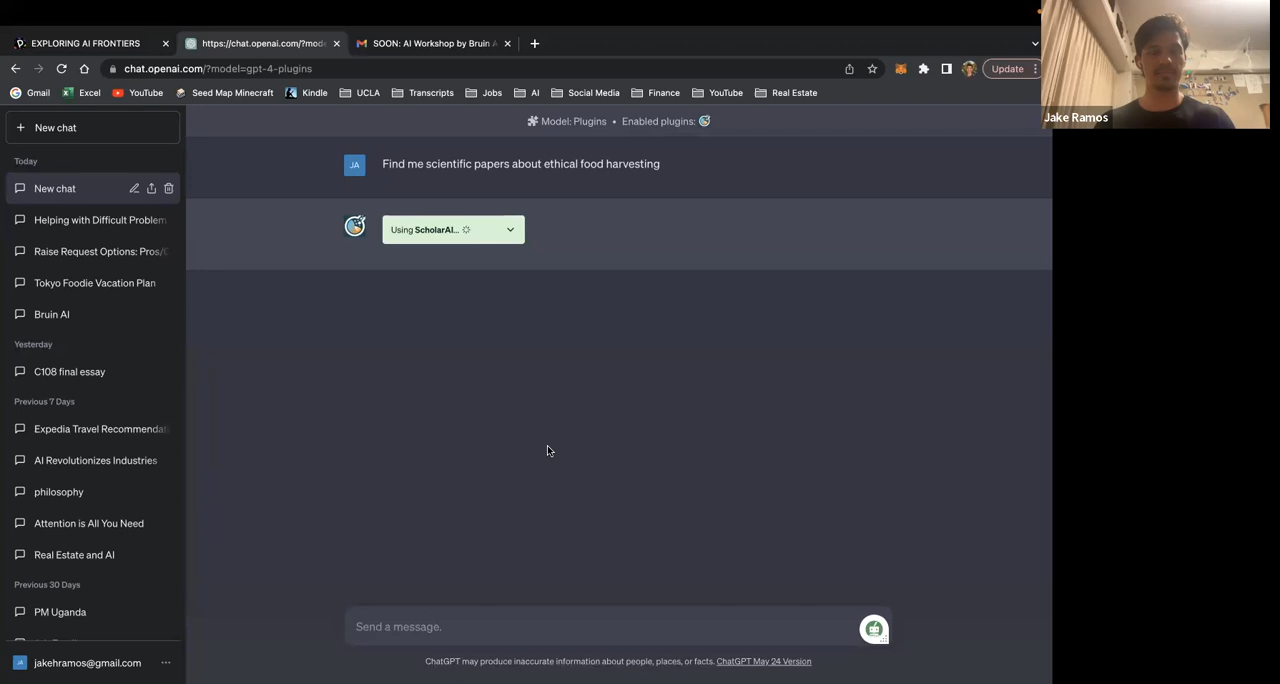 EXPLORING AI FRONTIERS
https://chat.openai.com/?mode
SOON: AI Workshop by Bruin A
chat.openai.com/?model=gpt-4-plugins
Update
Gmail
Excel
YouTube
Seed Map Minecraft
Kindle
UCLA
Transcripts
Jobs
AI
Social Media
Finance
YouTube
Real Estate
Jake Ramos
New chat
Model: Plugins • Enabled plugins:
Today
JA
Find me scientific papers about ethical food harvesting
New chat
Helping with Difficult Problem
Using ScholarAI...
Raise Request Options: Pros/C
Tokyo Foodie Vacation Plan
Bruin AI
Yesterday
C108 final essay
Previous 7 Days
Expedia Travel Recommendat
AI Revolutionizes Industries
philosophy
Attention is All You Need
Real Estate and AI
Previous 30 Days
PM Uganda
Send a message.
JA
jakehramos@gmail.com
ChatGPT may produce inaccurate information about people, places, or facts. ChatGPT May 24 Version